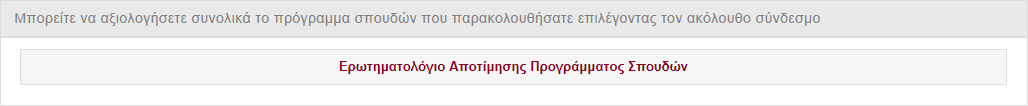 Μπορείτε να αξιολογήσετε συνολικά το πρόγραμμα σπουδών που παρακολουθήσατε επιλέγοντας τον ακόλουθο σύνδεσμο
Ερωτηματολόγιο Αποτίμησης Προγράμματος Σπουδών